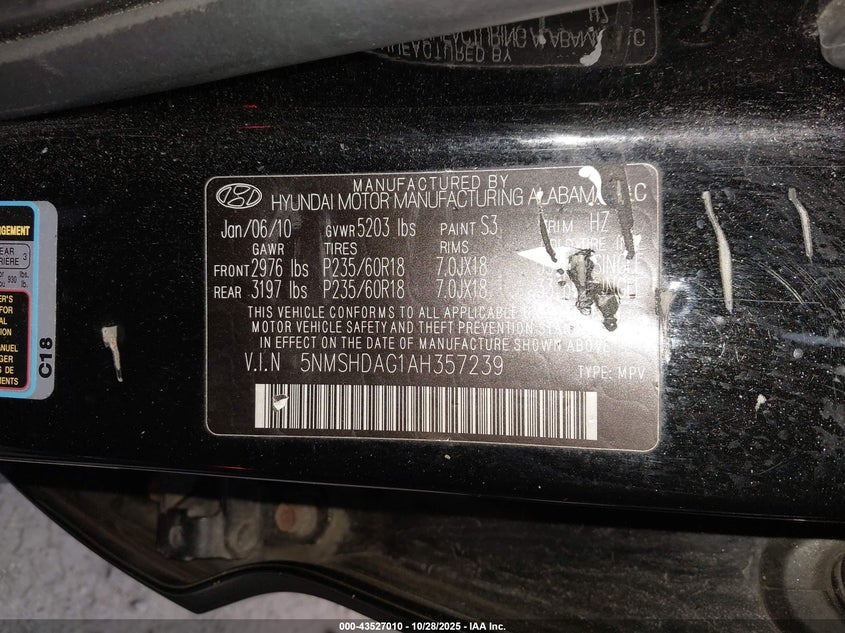 MANUFACTURED BY
HYUNDAI MOTOR MANUFACTURING ALABAMA LLC
Jan/06/10 GVWR 5203 lbs PAINT S3 TRIM HZ
GAWR TIRES RIMS
FRONT 2976 lbs P235/60R18 7.0JX18
REAR 3197 lbs P235/60R18 7.0JX18
THIS VEHICLE CONFORMS TO ALL APPLICABLE
MOTOR VEHICLE SAFETY AND THEFT PREVENTION
IN EFFECT ON THE DATE OF MANUFACTURE SHOWN ABOVE
V.I.N 5NMSHDAG1AH357239
TYPE: MPV
C18
000-43527010 - 10/28/2025 - IAA Inc.